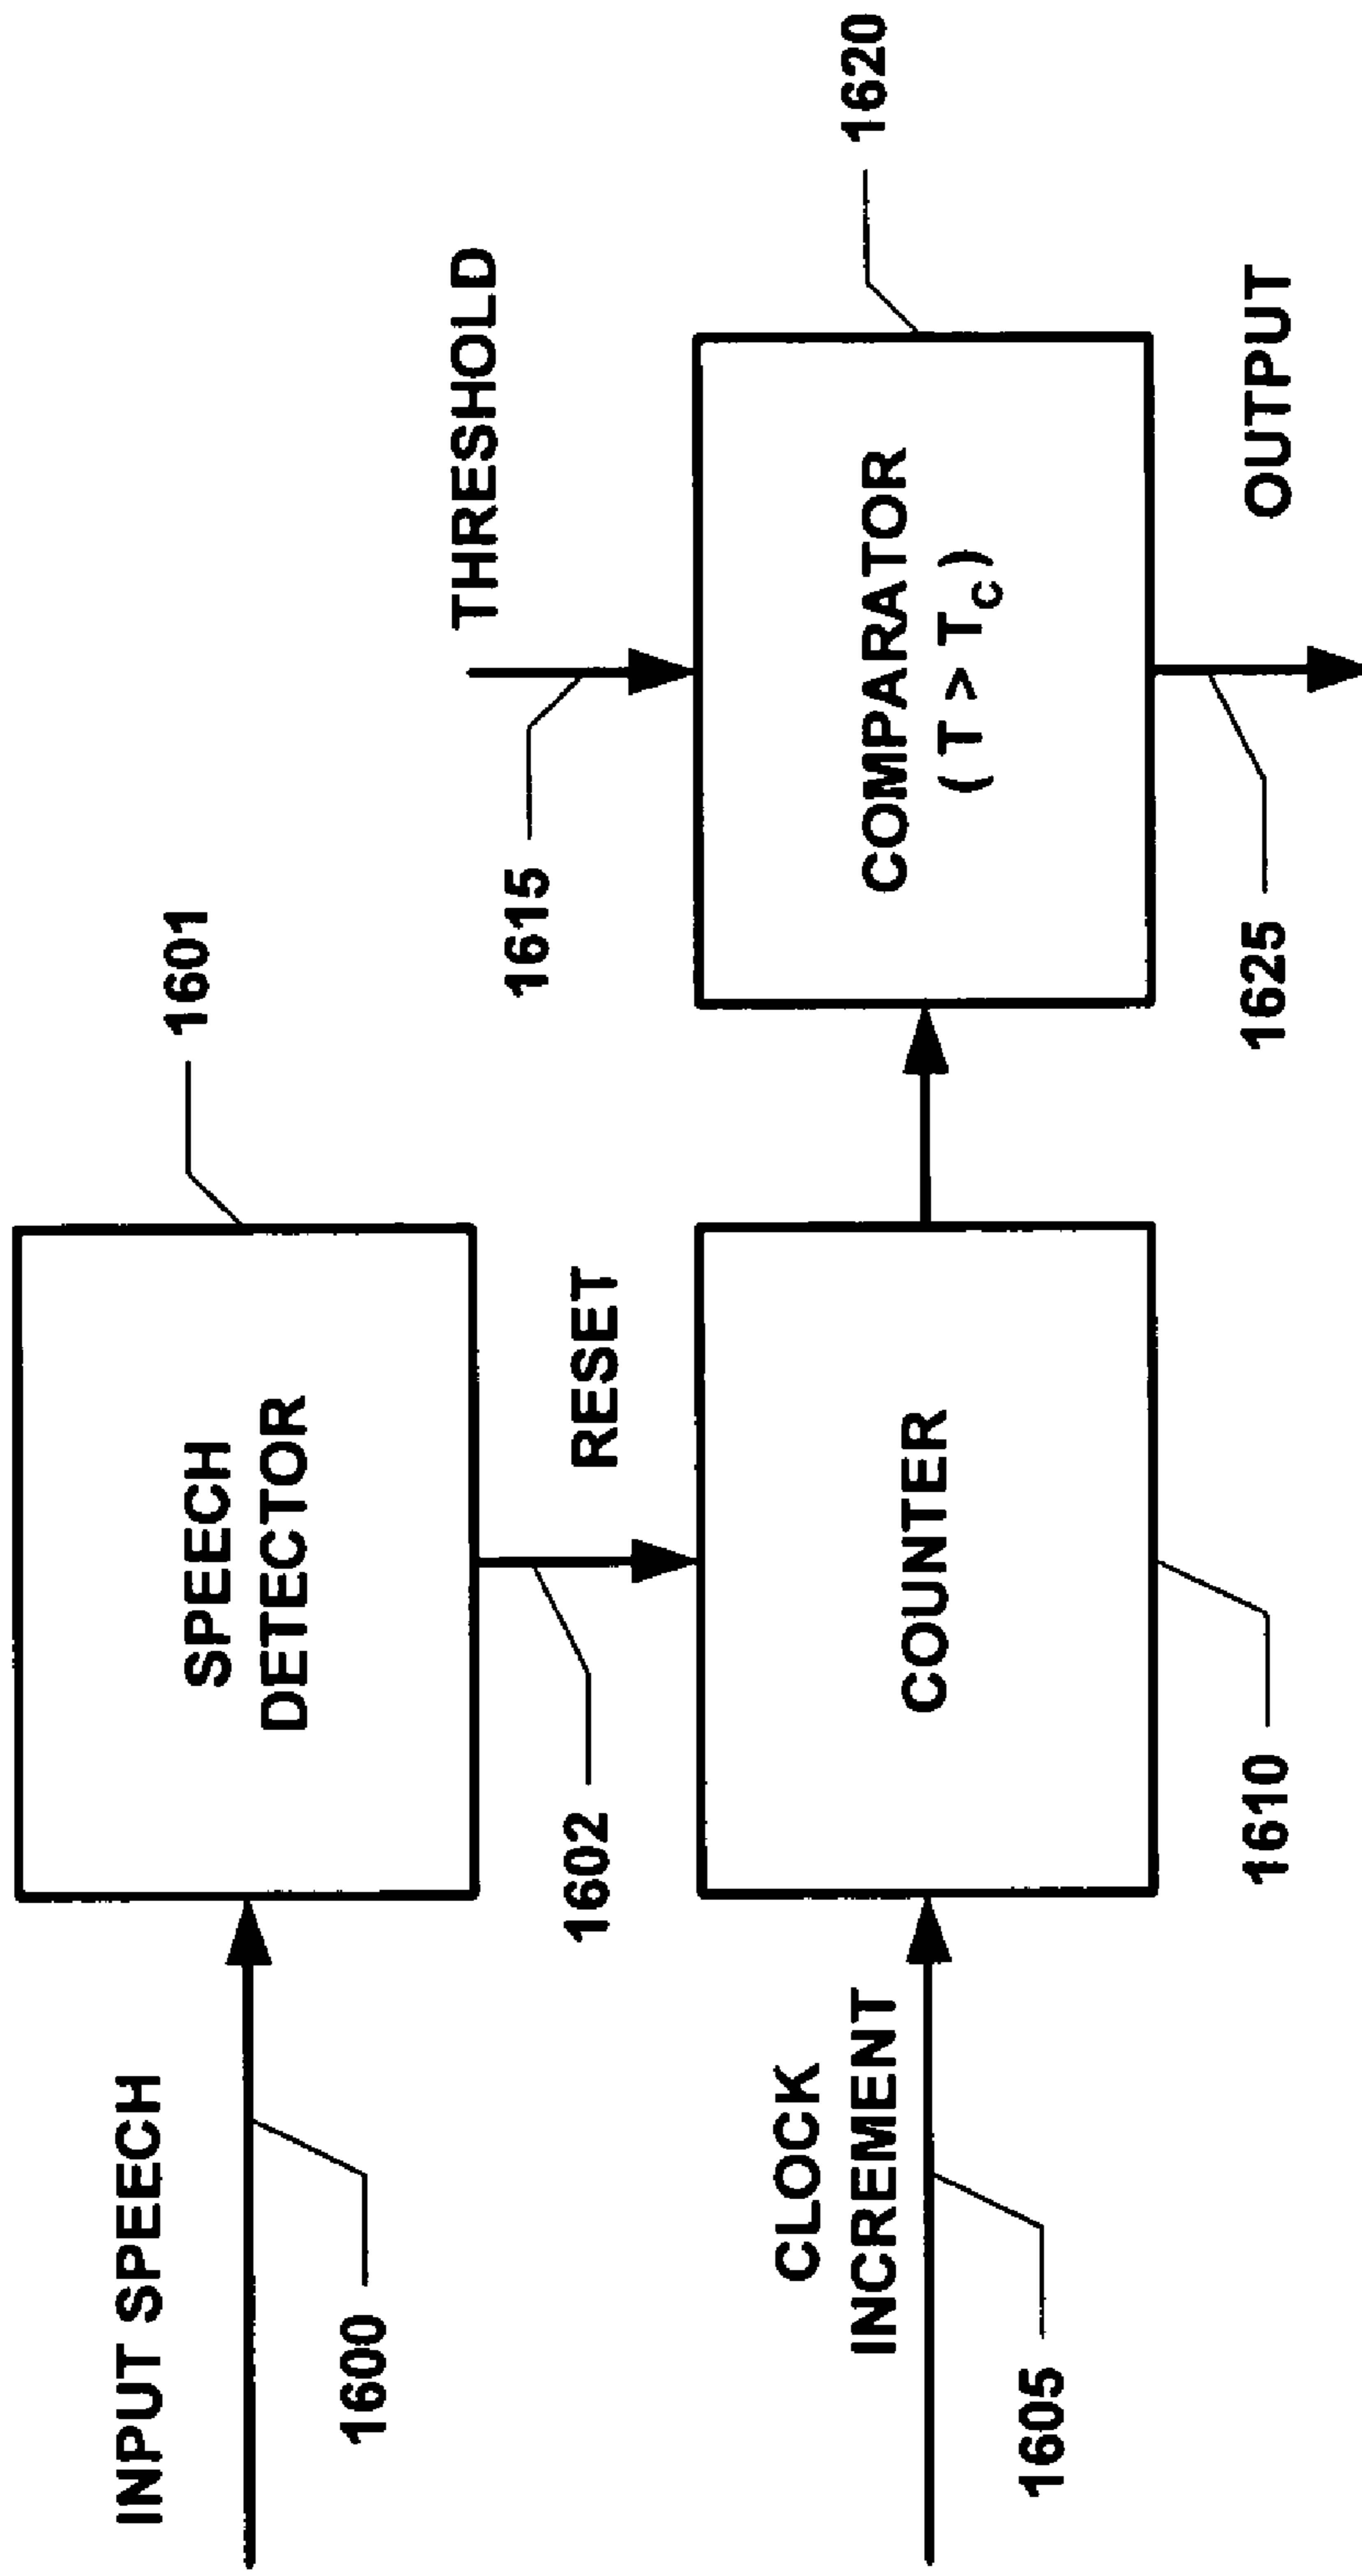 INPUT SPEECH
1600
SPEECH
DETECTOR
1601
1602
RESET
CLOCK
INCREMENT
1605
COUNTER
1610
THRESHOLD
1615
COMPARATOR
( T > T_C )
1620
1625
OUTPUT